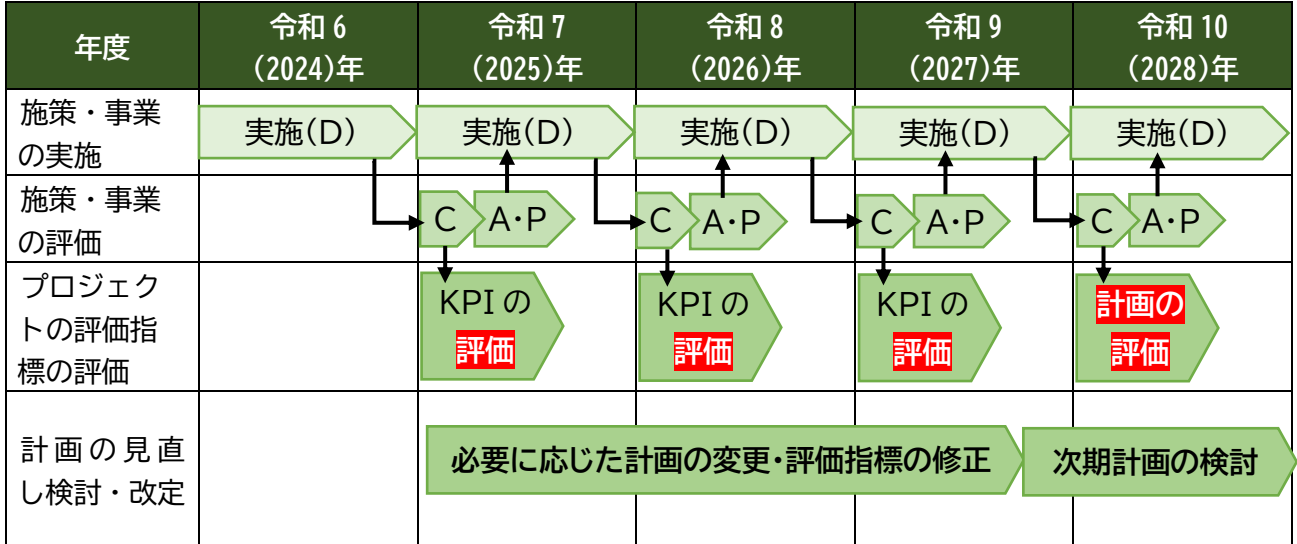 年度
令和 6
(2024)年
令和 7
(2025)年
令和 8
(2026)年
令和 9
(2027)年
令和 10
(2028)年
施策・事業
の実施
実施(D)
実施(D)
実施(D)
実施(D)
実施(D)
施策・事業
の評価
C
A・P
C
A・P
C
A・P
C
A・P
プロジェク
トの評価指
標の評価
KPI の
評価
KPI の
評価
KPI の
評価
計画の
評価
計画の見直
し検討・改定
必要に応じた計画の変更・評価指標の修正
次期計画の検討